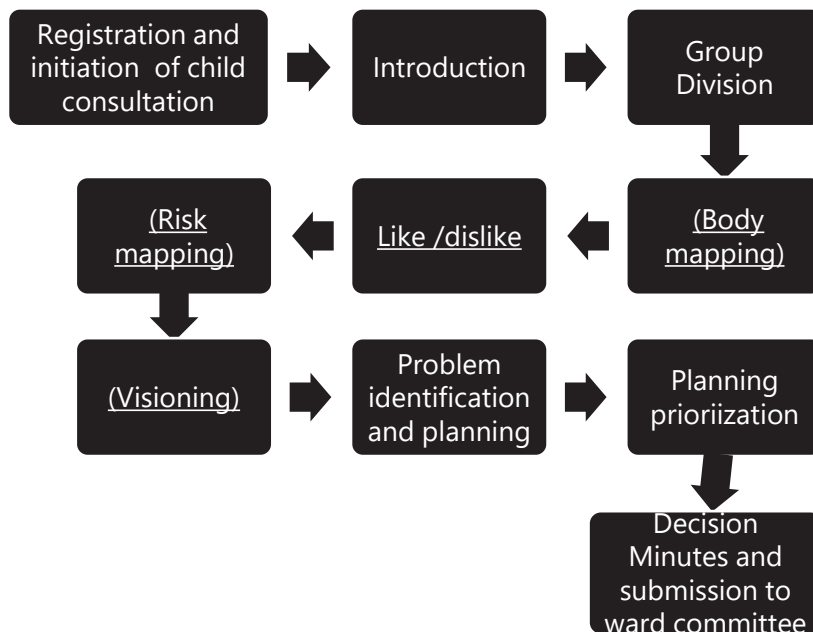 Registration and
initiation of child
consultation
Introduction
Group
Division
(Body
mapping)
Like /dislike
(Risk
mapping)
(Visioning)
Problem
identification
and planning
Planning
prioriization
Decision
Minutes and
submission to
ward committee